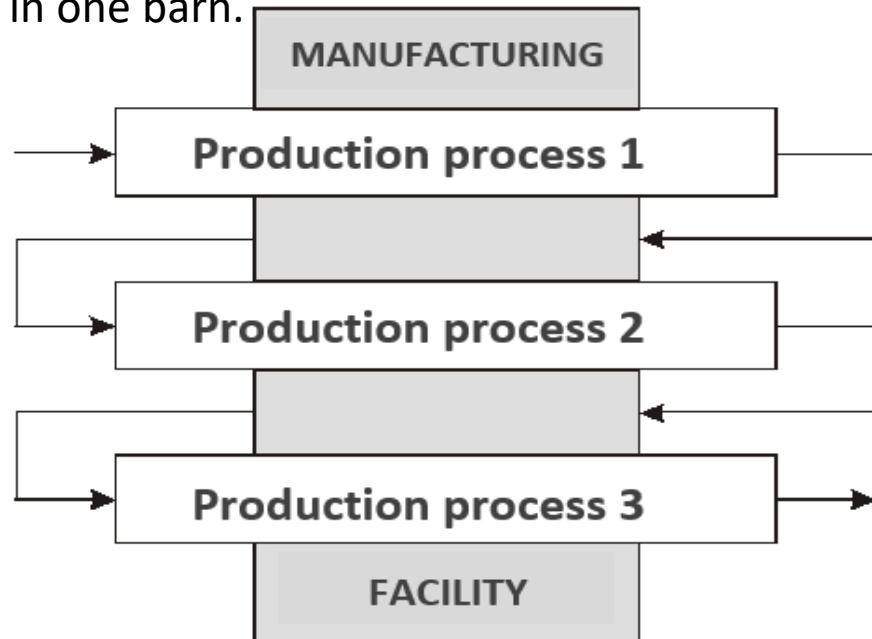 in one barn.
MANUFACTURING
Production process 1
Production process 2
Production process 3
FACILITY